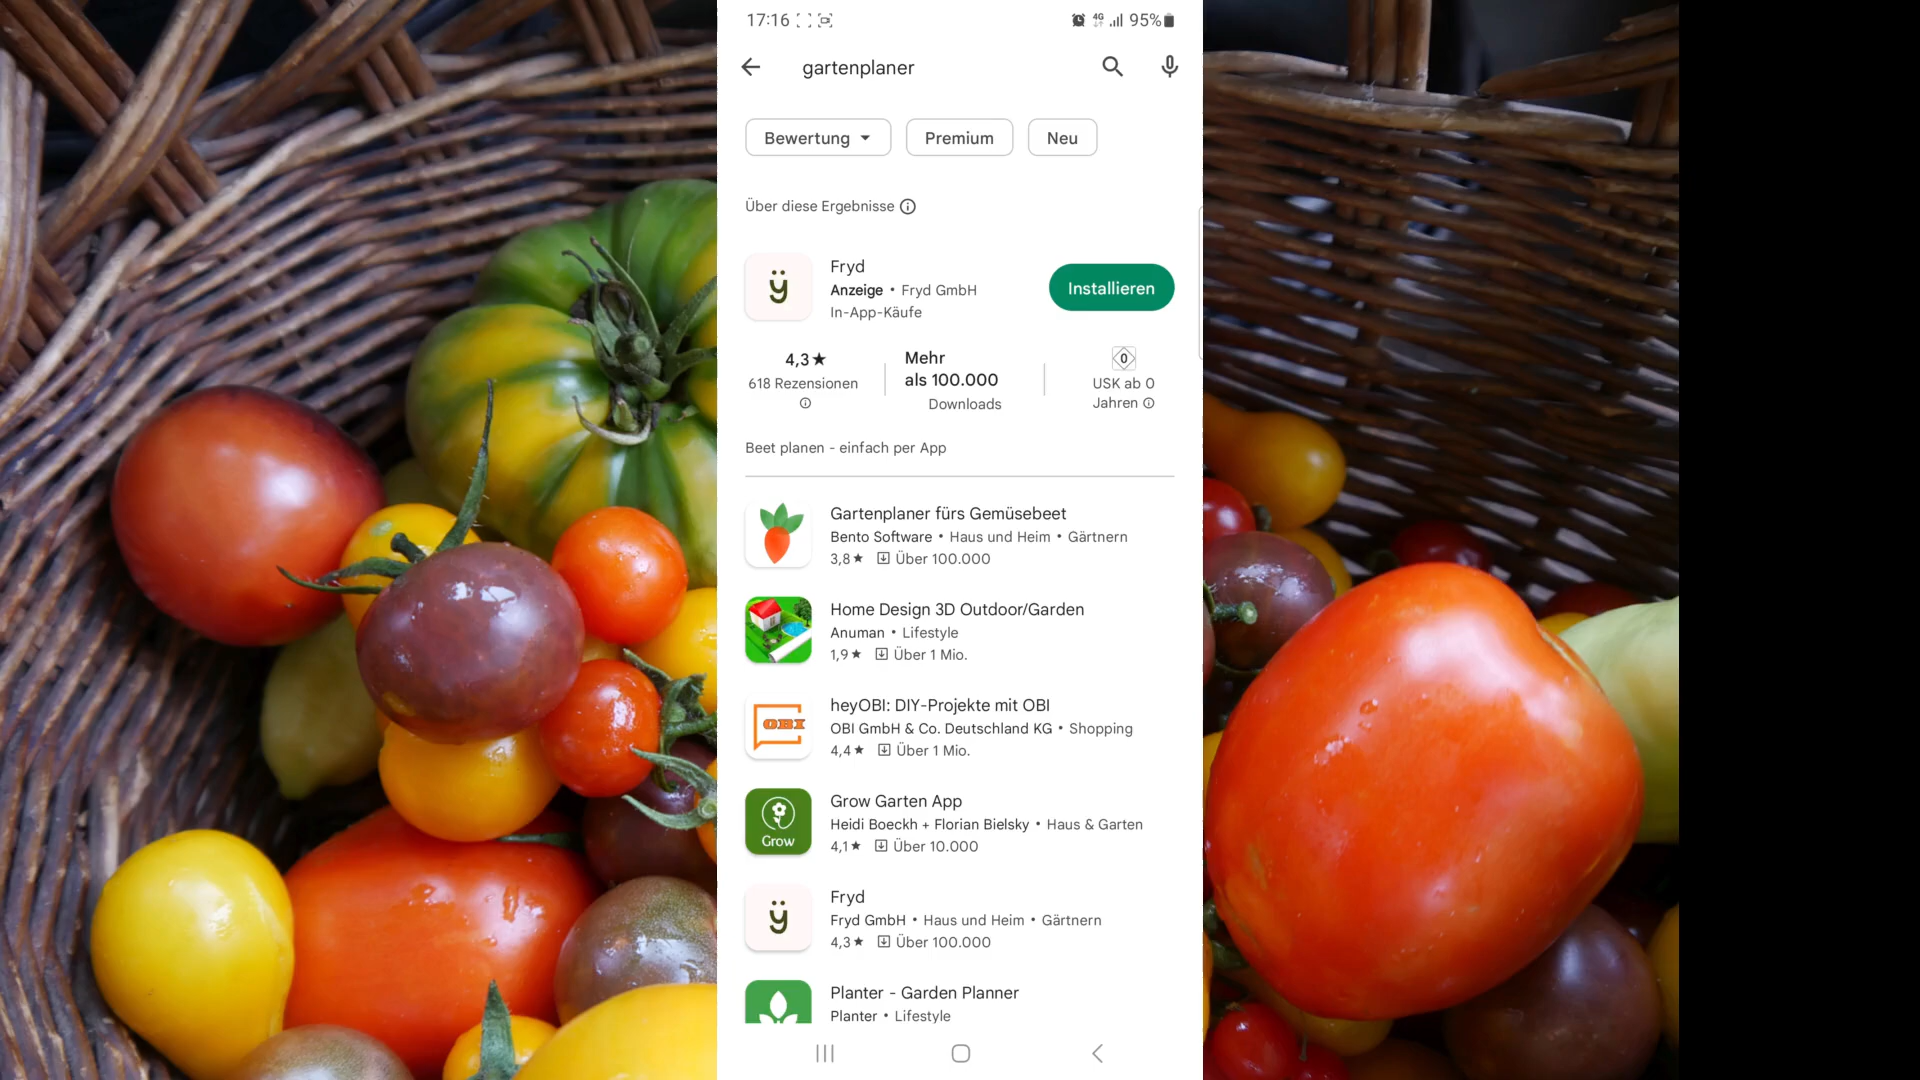 17:16 4G 95%
gartenplaner
Bewertung Premium Neu
Über diese Ergebnisse
ÿ
Fryd
Anzeige • Fryd GmbH
In-App-Käufe
Installieren
4,3★
618 Rezensionen
Mehr
als 100.000
Downloads
0
USK ab 0
Jahren
Beet planen - einfach per App
Gartenplaner fürs Gemüsebeet
Bento Software • Haus und Heim • Gärtnern
3,8★ Über 100.000
Home Design 3D Outdoor/Garden
Anuman • Lifestyle
1,9★ Über 1 Mio.
OBI
heyOBI: DIY-Projekte mit OBI
OBI GmbH & Co. Deutschland KG • Shopping
4,4★ Über 1 Mio.
Grow
Grow Garten App
Heidi Boeckh + Florian Bielsky • Haus & Garten
4,1★ Über 10.000
ÿ
Fryd
Fryd GmbH • Haus und Heim • Gärtnern
4,3★ Über 100.000
Planter - Garden Planner
Planter • Lifestyle